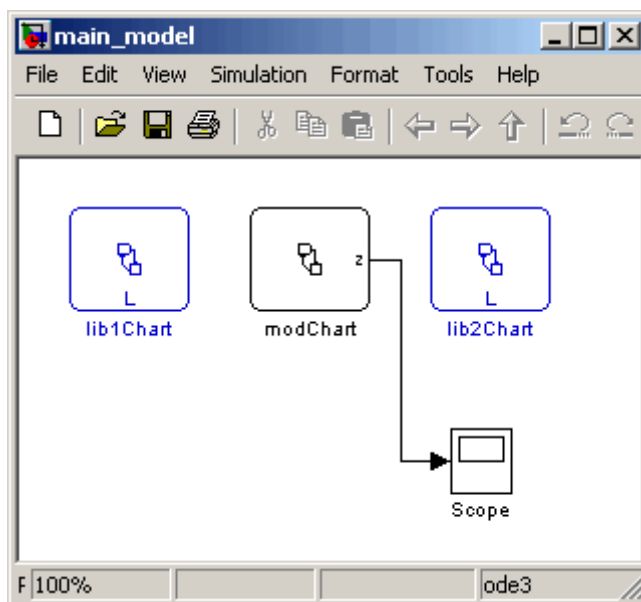 main_model
File Edit View Simulation Format Tools Help
z
L
L
lib1Chart modChart lib2Chart
Scope
F 100% ode3